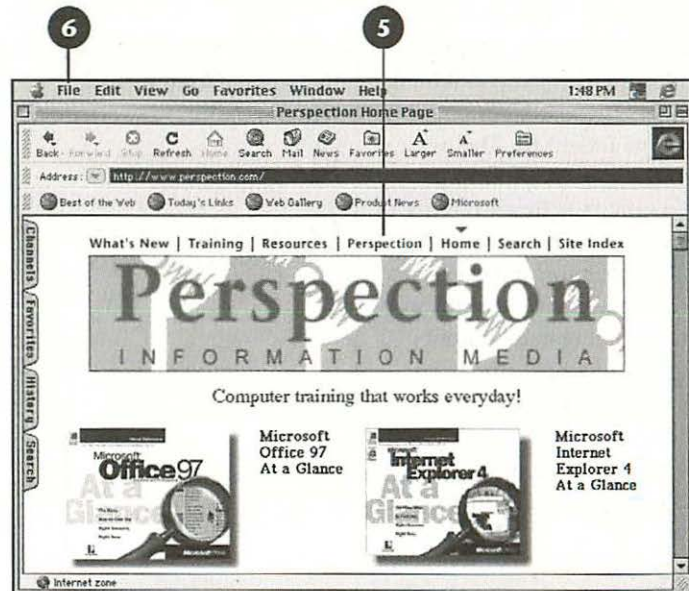 6 5
File Edit View Go Favorites Window Help 1:48 PM
Perspection Home Page
Back Forward Stop Refresh Home Search Mail News Favorites Larger Smaller Preferences
Address: http://www.perspection.com/
Best of the Web Today's Links Web Gallery Product News Microsoft
Channels
Favorites
History
Search
What's New | Training | Resources | Perspection | Home | Search | Site Index
Perspection
INFORMATION MEDIA
Computer training that works everyday!
Microsoft
Office 97
At a Glance
Microsoft
Office 97
At a Glance
Microsoft
Internet
Explorer 4
At a Glance
Microsoft
Internet
Explorer 4
At a Glance
Internet zone